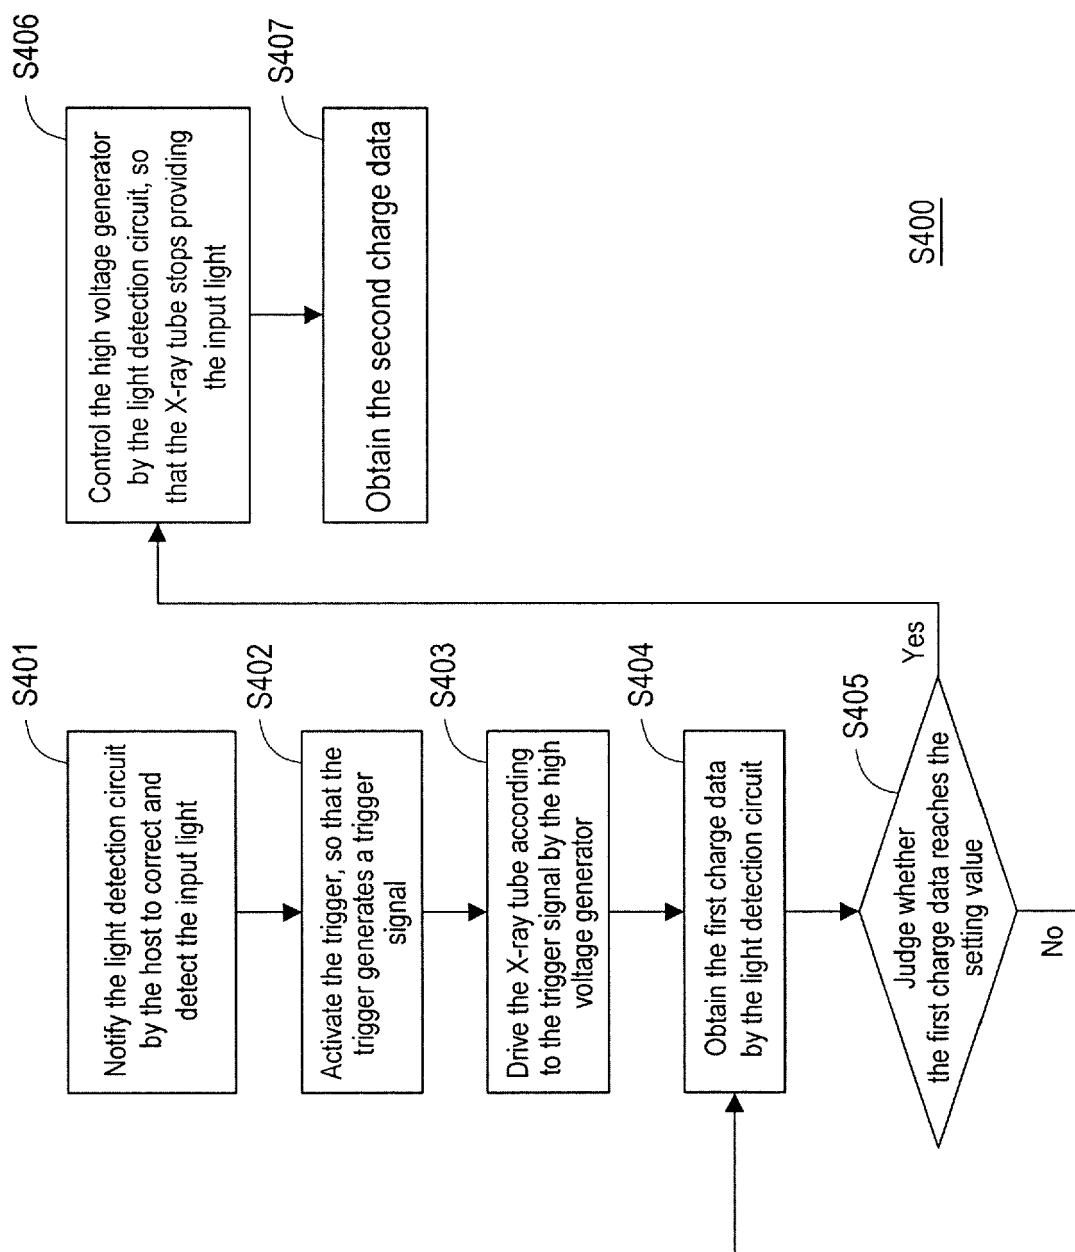 S401
Notify the light detection circuit
by the host to correct and
detect the input light
S402
Activate the trigger, so that the
trigger generates a trigger
signal
S403
Drive the X-ray tube according
to the trigger signal by the high
voltage generator
S404
Obtain the first charge data
by the light detection circuit
S405
Judge whether
the first charge data reaches the
setting value
Yes
No
S406
Control the high voltage generator
by the light detection circuit, so
that the X-ray tube stops providing
the input light
S407
Obtain the second charge data
S400